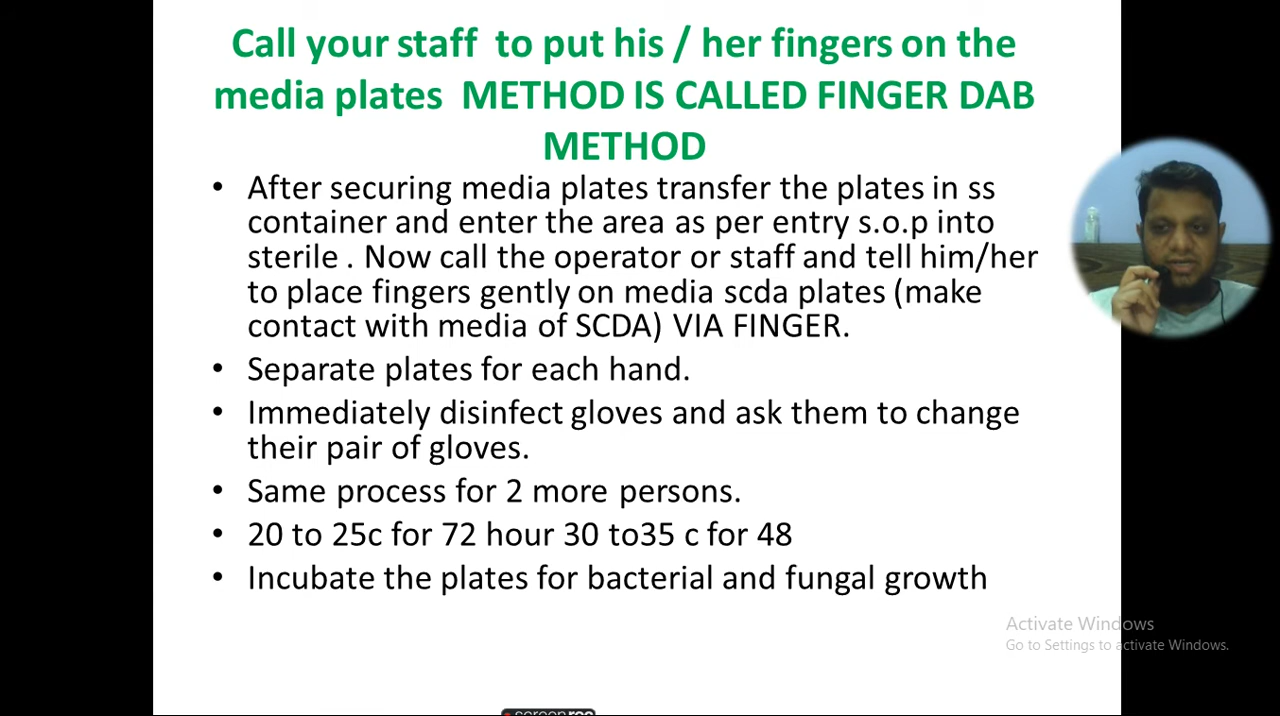 Call your staff to put his / her fingers on the
media plates METHOD IS CALLED FINGER DAB
METHOD
• After securing media plates transfer the plates in ss
container and enter the area as per entry s.o.p into
sterile . Now call the operator or staff and tell him/her
to place fingers gently on media scda plates (make
contact with media of SCDA) VIA FINGER.
• Separate plates for each hand.
• Immediately disinfect gloves and ask them to change
their pair of gloves.
• Same process for 2 more persons.
• 20 to 25c for 72 hour 30 to35 c for 48
• Incubate the plates for bacterial and fungal growth
Activate Windows
Go to Settings to activate Windows.